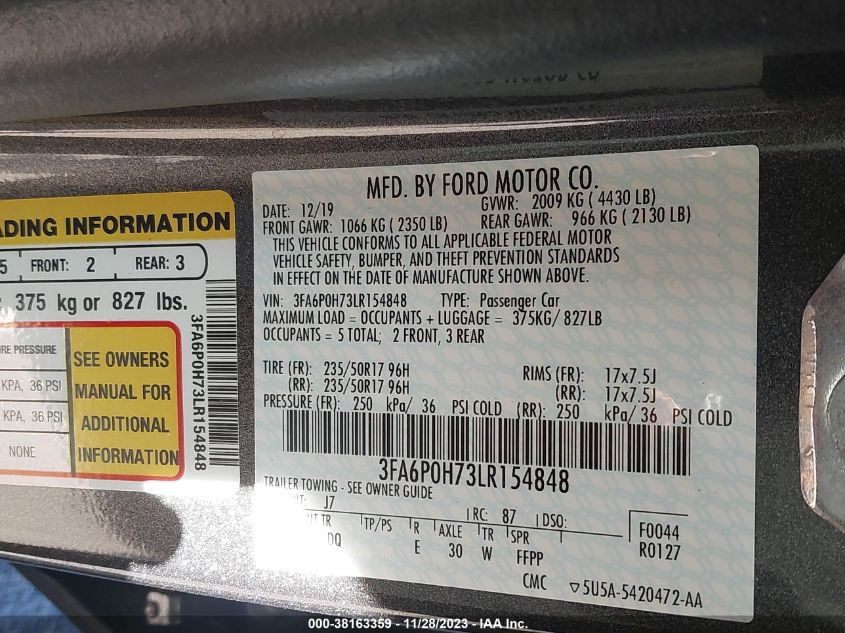 ADING INFORMATION
5 FRONT: 2 REAR: 3
375 kg or 827 lbs.
RE PRESSURE
KPA, 36 PSI
KPA, 36 PSI
NONE
SEE OWNERS
MANUAL FOR
ADDITIONAL
INFORMATION
3FA6P0H73LR154848
MFD. BY FORD MOTOR CO.
DATE: 12/19 GVWR: 2009 KG ( 4430 LB)
FRONT GAWR: 1066 KG ( 2350 LB) REAR GAWR: 966 KG ( 2130 LB)
THIS VEHICLE CONFORMS TO ALL APPLICABLE FEDERAL MOTOR
VEHICLE SAFETY, BUMPER, AND THEFT PREVENTION STANDARDS
IN EFFECT ON THE DATE OF MANUFACTURE SHOWN ABOVE.
VIN: 3FA6P0H73LR154848 TYPE: Passenger Car
MAXIMUM LOAD = OCCUPANTS + LUGGAGE = 375KG/ 827LB
OCCUPANTS = 5 TOTAL; 2 FRONT, 3 REAR
TIRE (FR): 235/50R17 96H RIMS (FR): 17x7.5J
(RR): 235/50R17 96H (RR): 17x7.5J
PRESSURE (FR): 250 kPa/ 36 PSI COLD (RR): 250 kPa/ 36 PSI COLD
3FA6P0H73LR154848
TRAILER TOWING - SEE OWNER GUIDE
J7 RC: 87 DSO:
TR TP/PS R AXLE TR SPR
DQ E 30 W FFPP
F0044
R0127
CMC ▽5U5A-5420472-AA
000-38163359 - 11/28/2023 - IAA Inc.